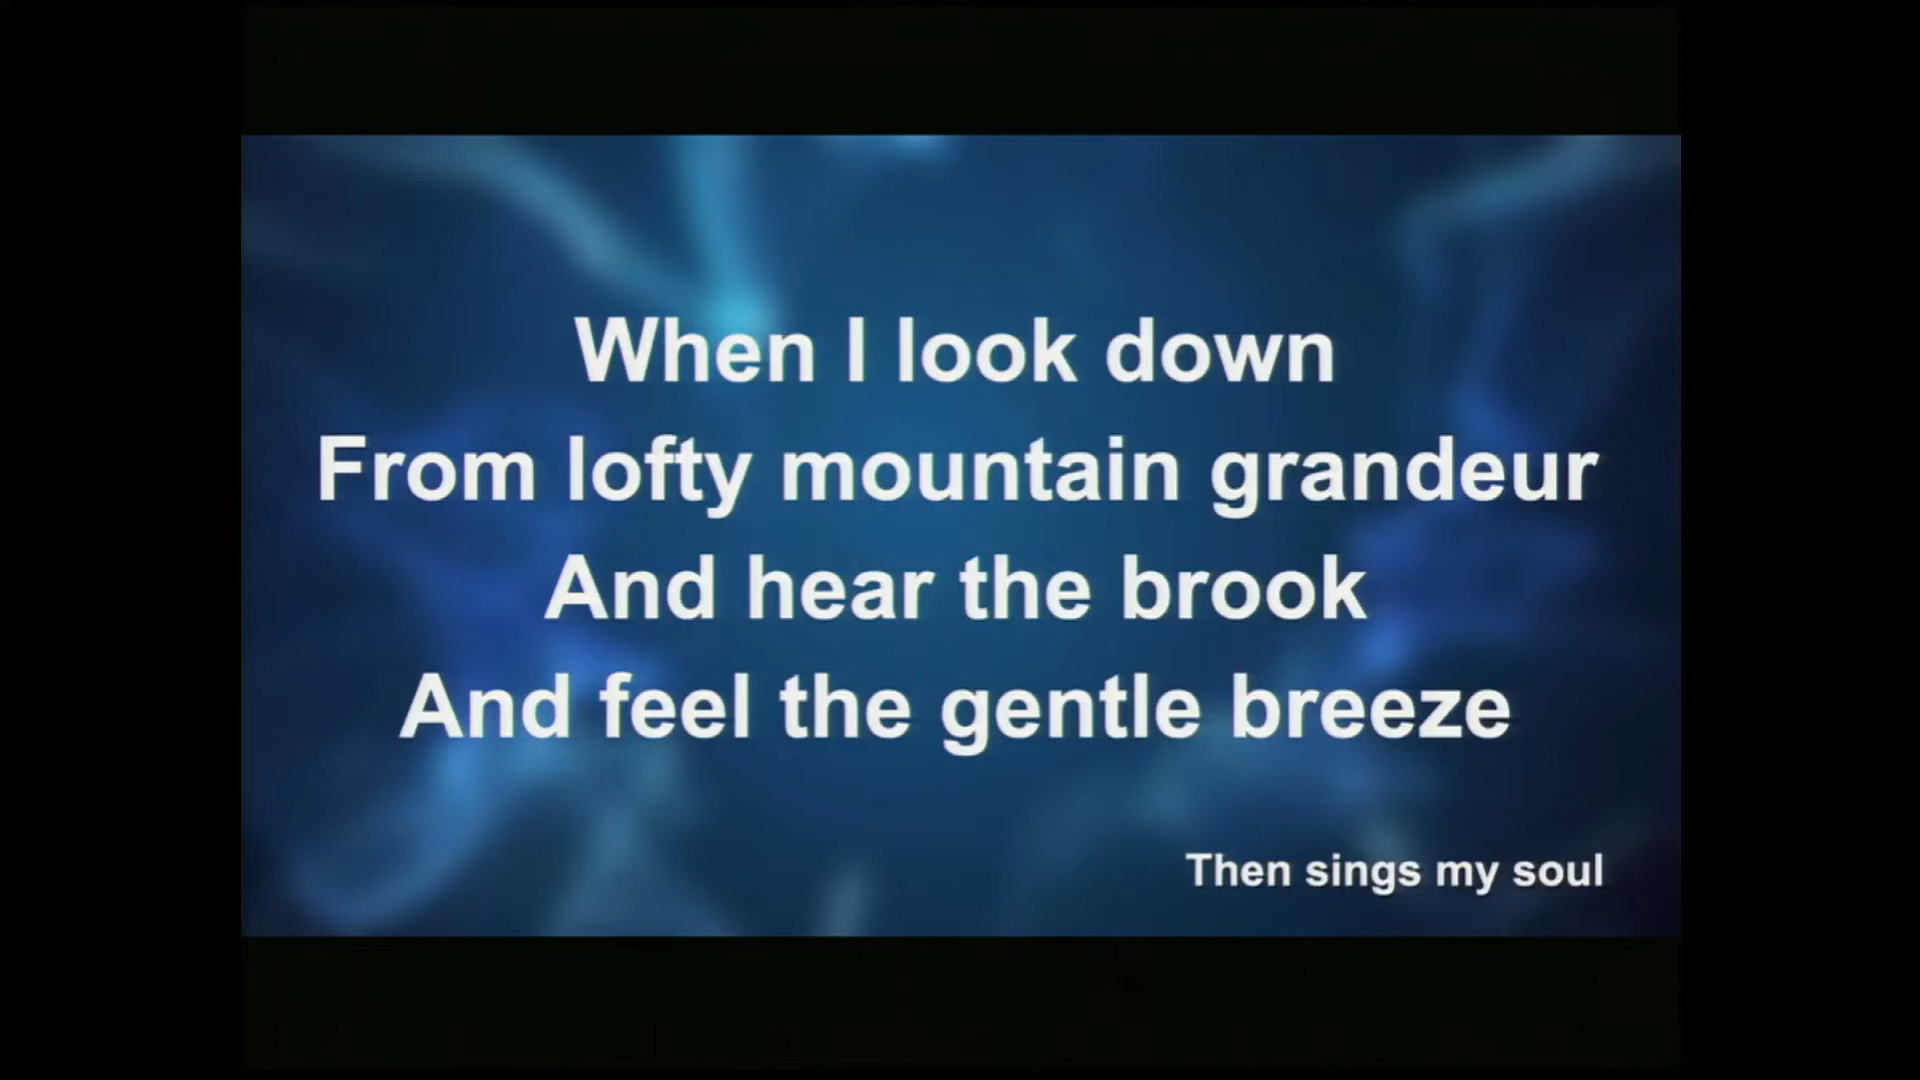 When I look down
From lofty mountain grandeur
And hear the brook
And feel the gentle breeze
Then sings my soul